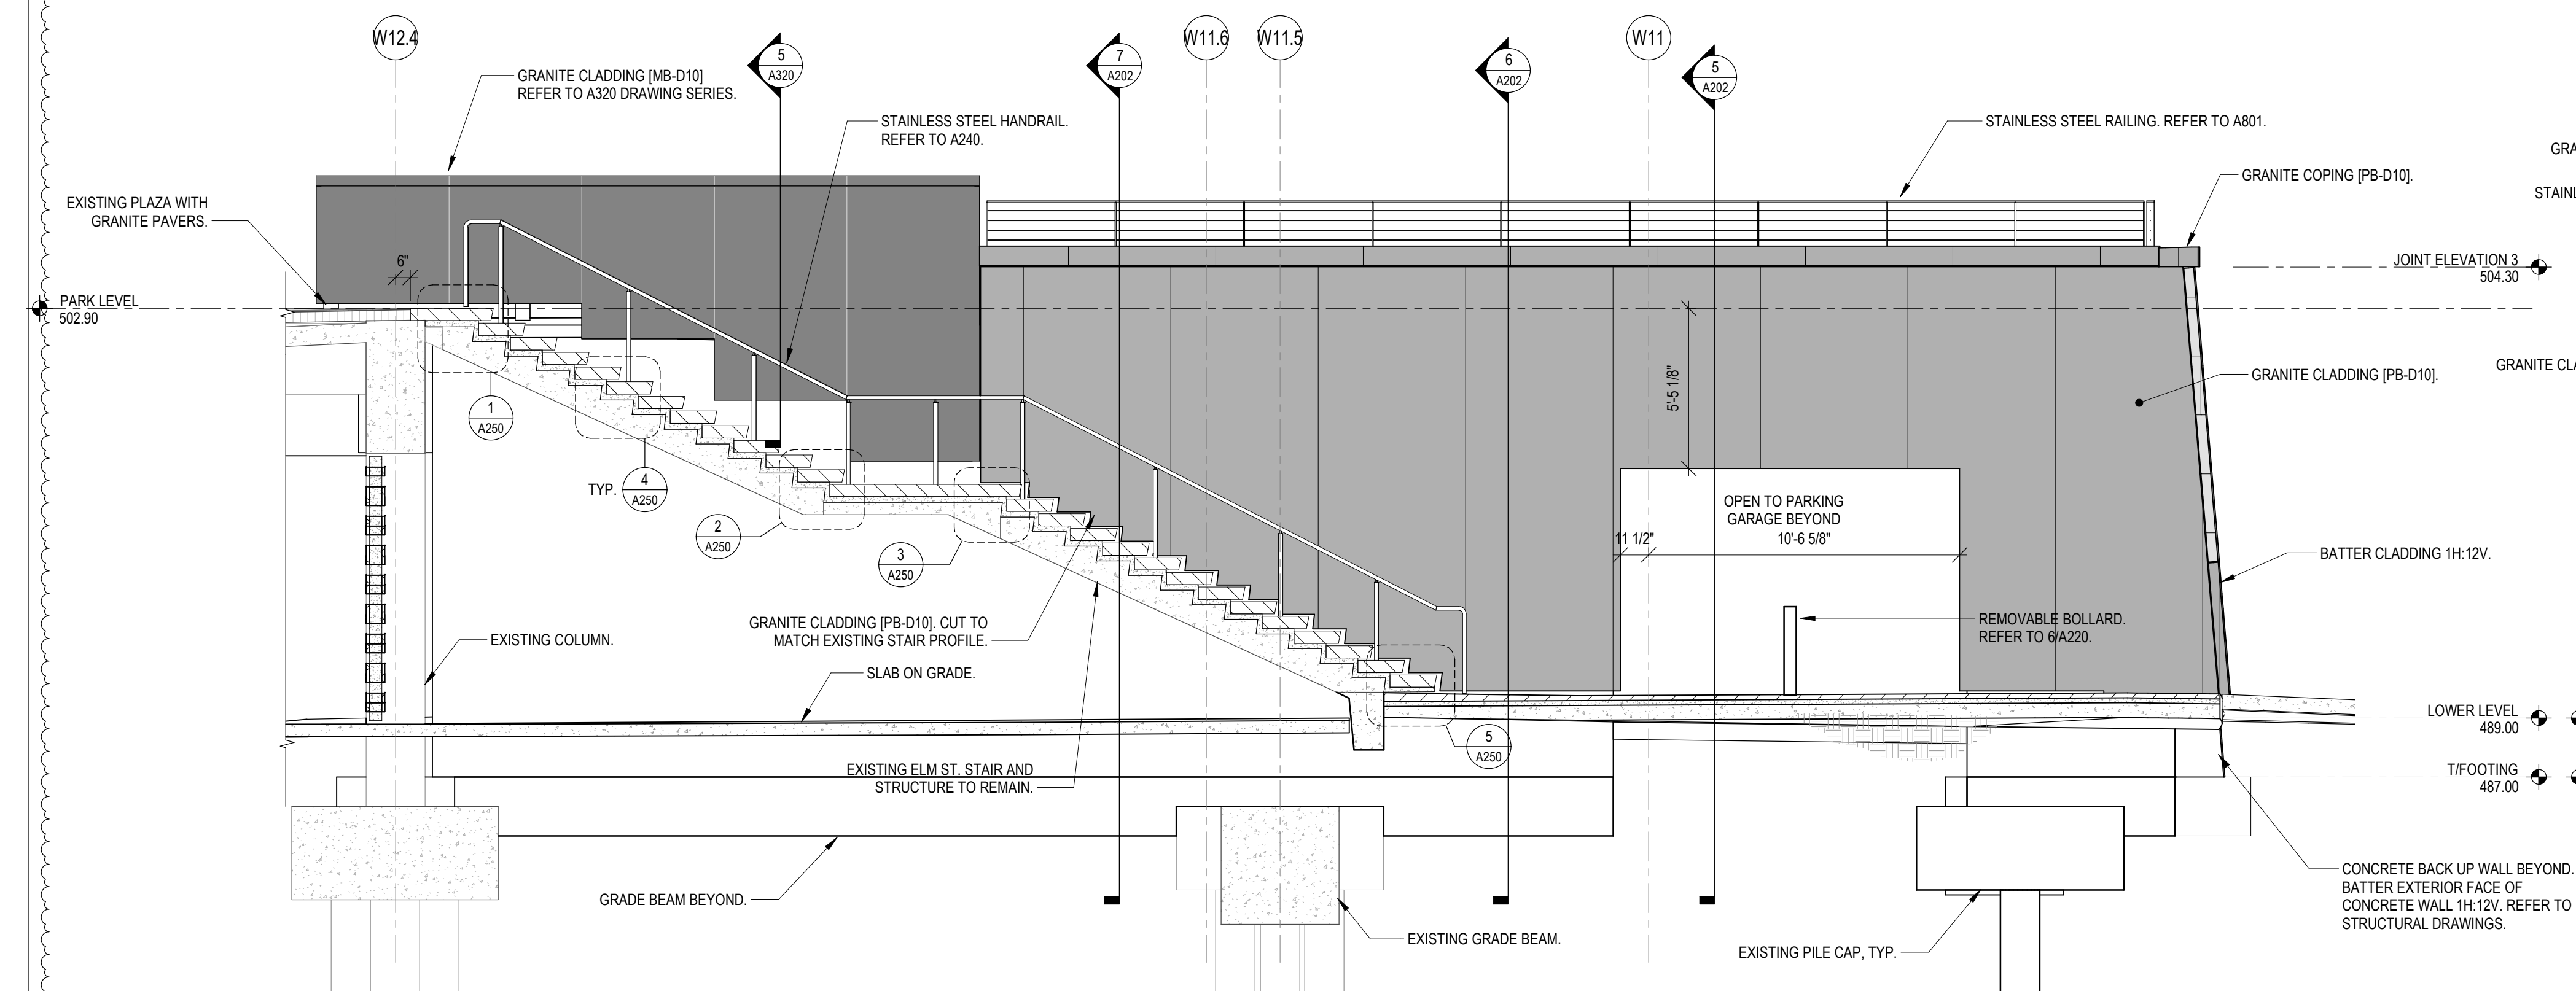 W12.4
W11.6
W11.5
W11
5
A320
7
A202
6
A202
5
A202
GRANITE CLADDING [MB-D10]
REFER TO A320 DRAWING SERIES.
STAINLESS STEEL HANDRAIL.
REFER TO A240.
STAINLESS STEEL RAILING. REFER TO A801.
GRA
GRANITE COPING [PB-D10].
STAINL
EXISTING PLAZA WITH
GRANITE PAVERS.
6"
JOINT ELEVATION 3
504.30
PARK LEVEL
502.90
GRANITE CLA
GRANITE CLADDING [PB-D10].
5'-5 1/8"
1
A250
TYP.
4
A250
2
A250
3
A250
OPEN TO PARKING
GARAGE BEYOND
11 1/2"
10'-6 5/8"
BATTER CLADDING 1H:12V.
GRANITE CLADDING [PB-D10]. CUT TO
MATCH EXISTING STAIR PROFILE.
REMOVABLE BOLLARD.
REFER TO 6/A220.
EXISTING COLUMN.
SLAB ON GRADE.
LOWER LEVEL
489.00
5
A250
EXISTING ELM ST. STAIR AND
STRUCTURE TO REMAIN.
T/FOOTING
487.00
GRADE BEAM BEYOND.
EXISTING GRADE BEAM.
EXISTING PILE CAP, TYP.
CONCRETE BACK UP WALL BEYOND.
BATTER EXTERIOR FACE OF
CONCRETE WALL 1H:12V. REFER TO
STRUCTURAL DRAWINGS.